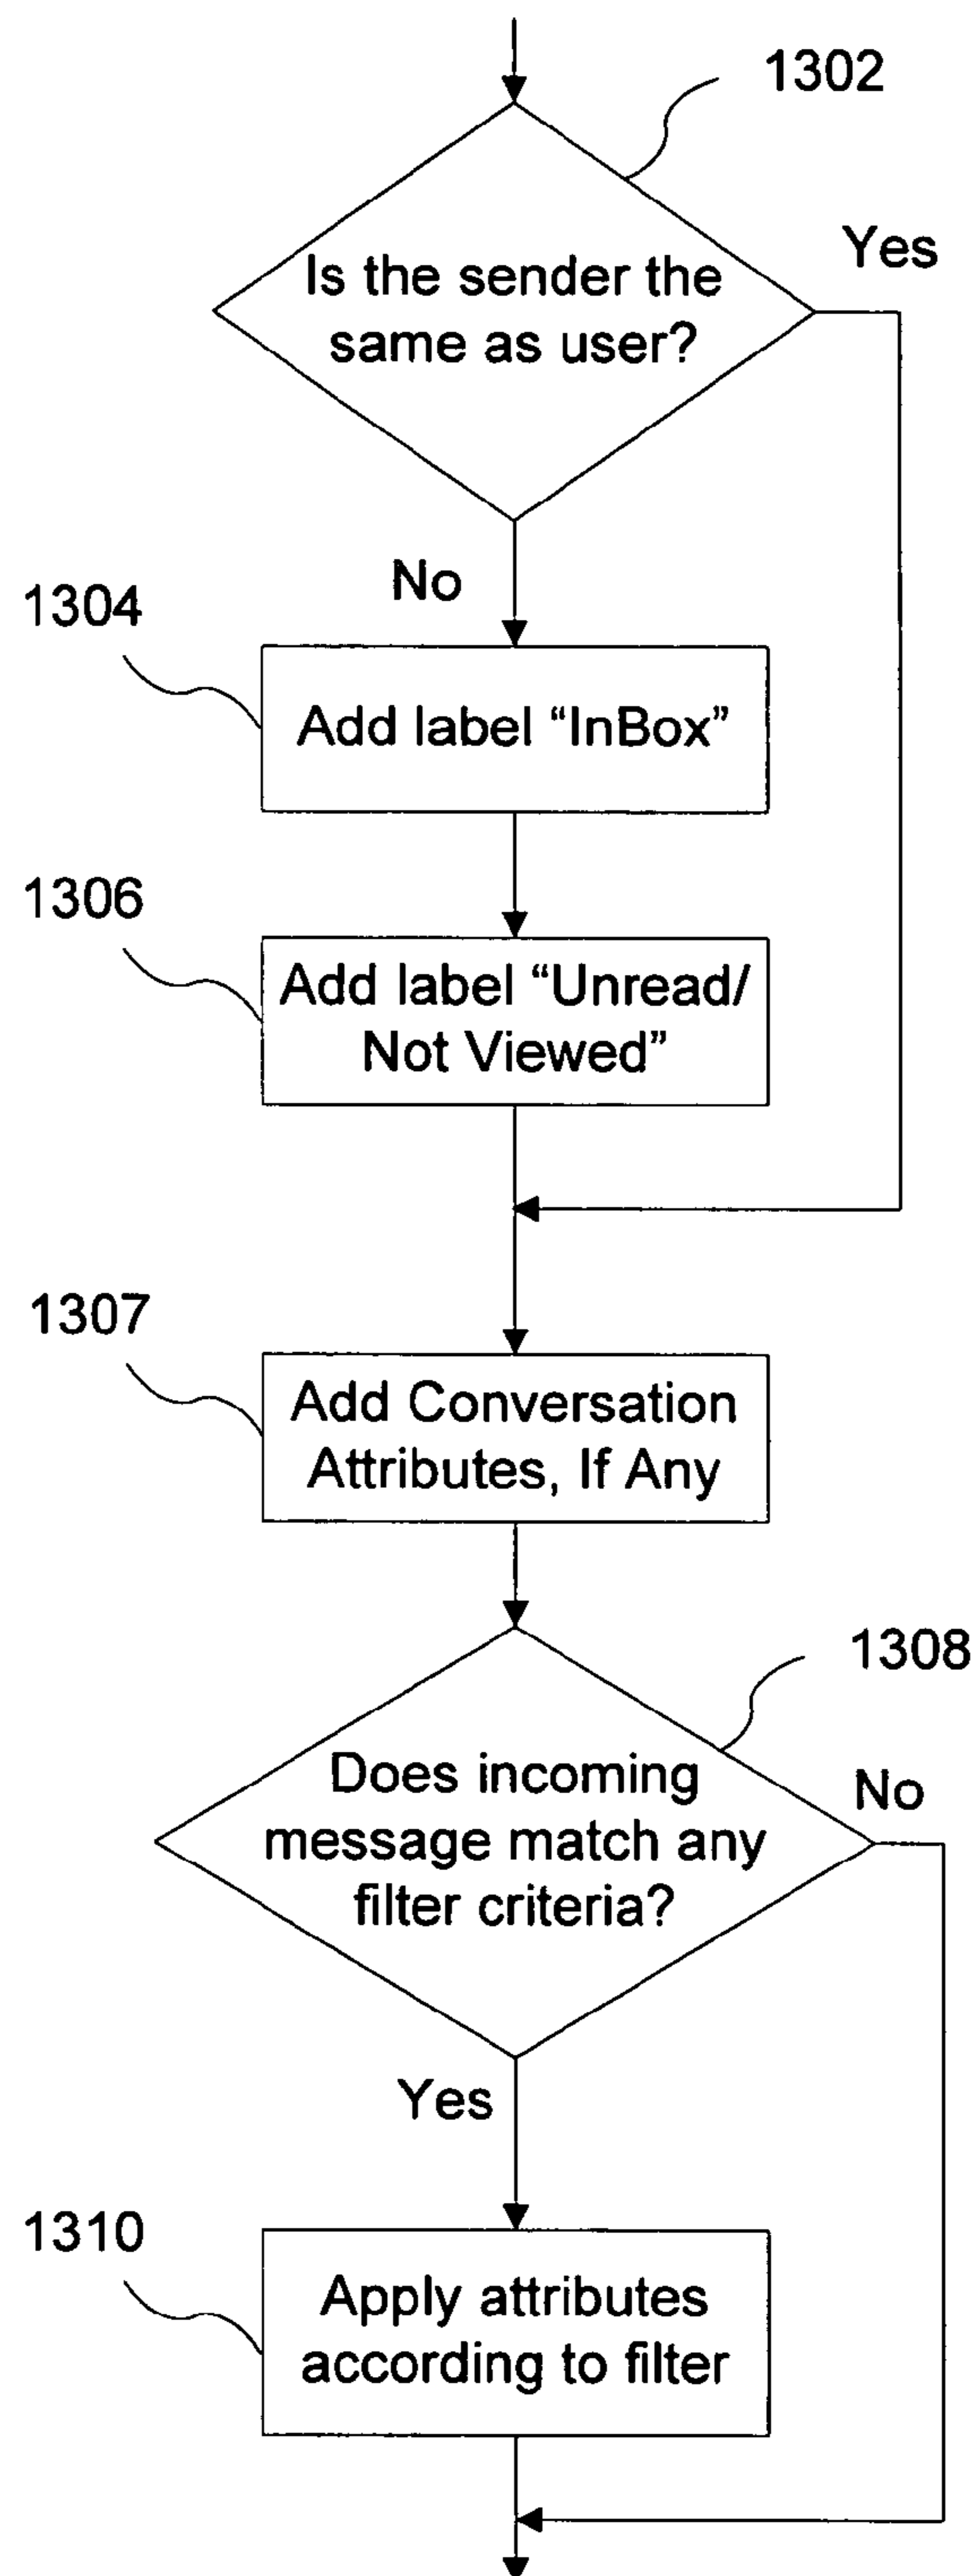 1302
Is the sender the
same as user?
Yes
No
1304
Add label “InBox”
1306
Add label “Unread/
Not Viewed”
1307
Add Conversation
Attributes, If Any
1308
Does incoming
message match any
filter criteria?
No
Yes
1310
Apply attributes
according to filter